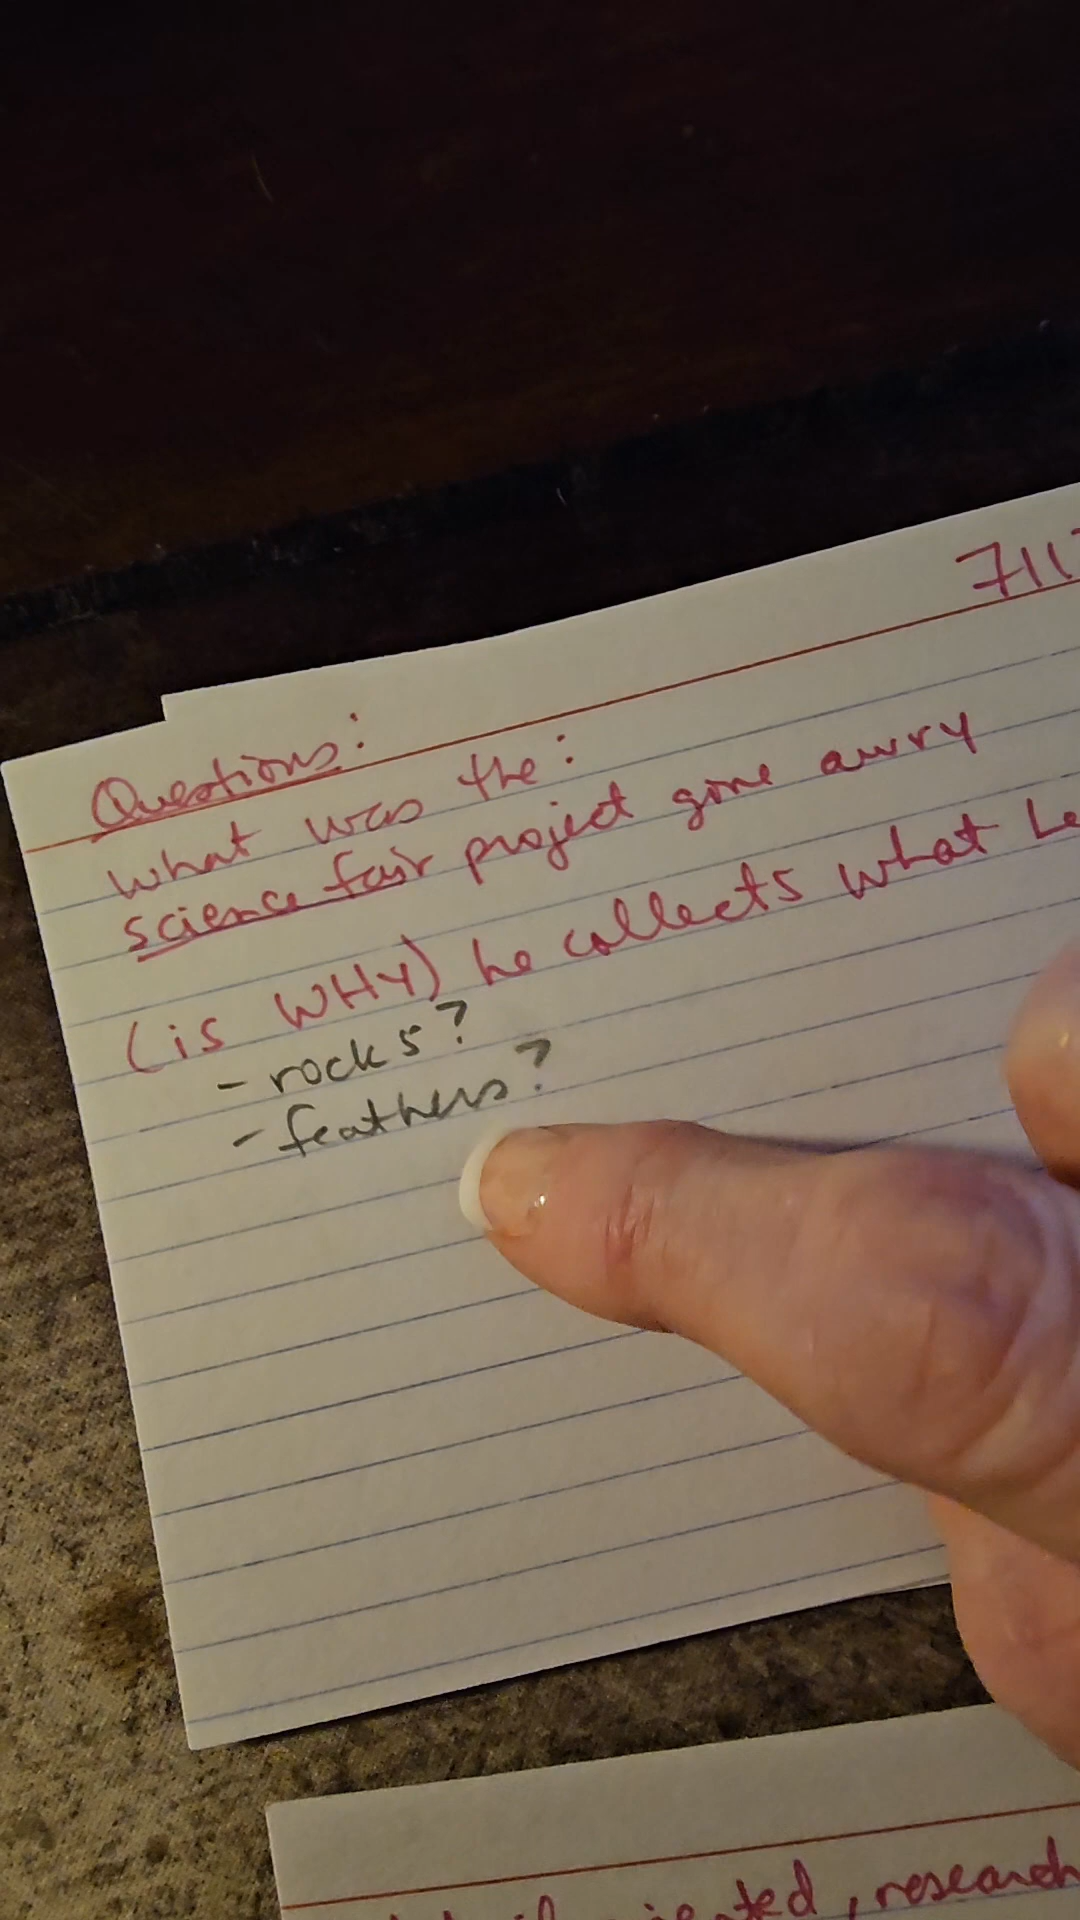 711
Questions:
what was the:
science fair project gone awry
(is WHY) he collects what he
- rocks?
- feathers?
, research